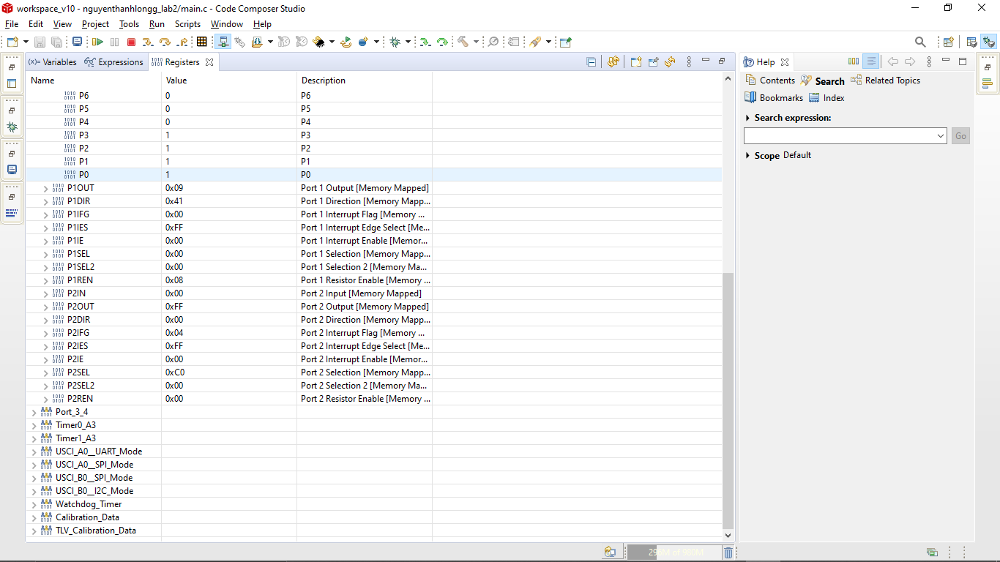 workspace_v10 - nguyenthanhlongg_lab2/main.c - Code Composer Studio
File Edit View Project Tools Run Scripts Window Help
(x)= Variables Expressions Registers
Name Value Description
P6 0 P6
P5 0 P5
P4 0 P4
P3 1 P3
P2 1 P2
P1 1 P1
P0 1 P0
P1OUT 0x09 Port 1 Output [Memory Mapped]
P1DIR 0x41 Port 1 Direction [Memory Mapp...
P1IFG 0x00 Port 1 Interrupt Flag [Memory ...
P1IES 0xFF Port 1 Interrupt Edge Select [Me...
P1IE 0x00 Port 1 Interrupt Enable [Memor...
P1SEL 0x00 Port 1 Selection [Memory Mapp...
P1SEL2 0x00 Port 1 Selection 2 [Memory Ma...
P1REN 0x08 Port 1 Resistor Enable [Memory ...
P2IN 0x00 Port 2 Input [Memory Mapped]
P2OUT 0xFF Port 2 Output [Memory Mapped]
P2DIR 0x00 Port 2 Direction [Memory Mapp...
P2IFG 0x04 Port 2 Interrupt Flag [Memory ...
P2IES 0xFF Port 2 Interrupt Edge Select [Me...
P2IE 0x00 Port 2 Interrupt Enable [Memor...
P2SEL 0xC0 Port 2 Selection [Memory Mapp...
P2SEL2 0x00 Port 2 Selection 2 [Memory Ma...
P2REN 0x00 Port 2 Resistor Enable [Memory ...
Port_3_4
Timer0_A3
Timer1_A3
USCI_A0__UART_Mode
USCI_A0__SPI_Mode
USCI_B0__SPI_Mode
USCI_B0__I2C_Mode
Watchdog_Timer
Calibration_Data
TLV_Calibration_Data
Help
Contents Search Related Topics
Bookmarks Index
Search expression:
Go
Scope Default